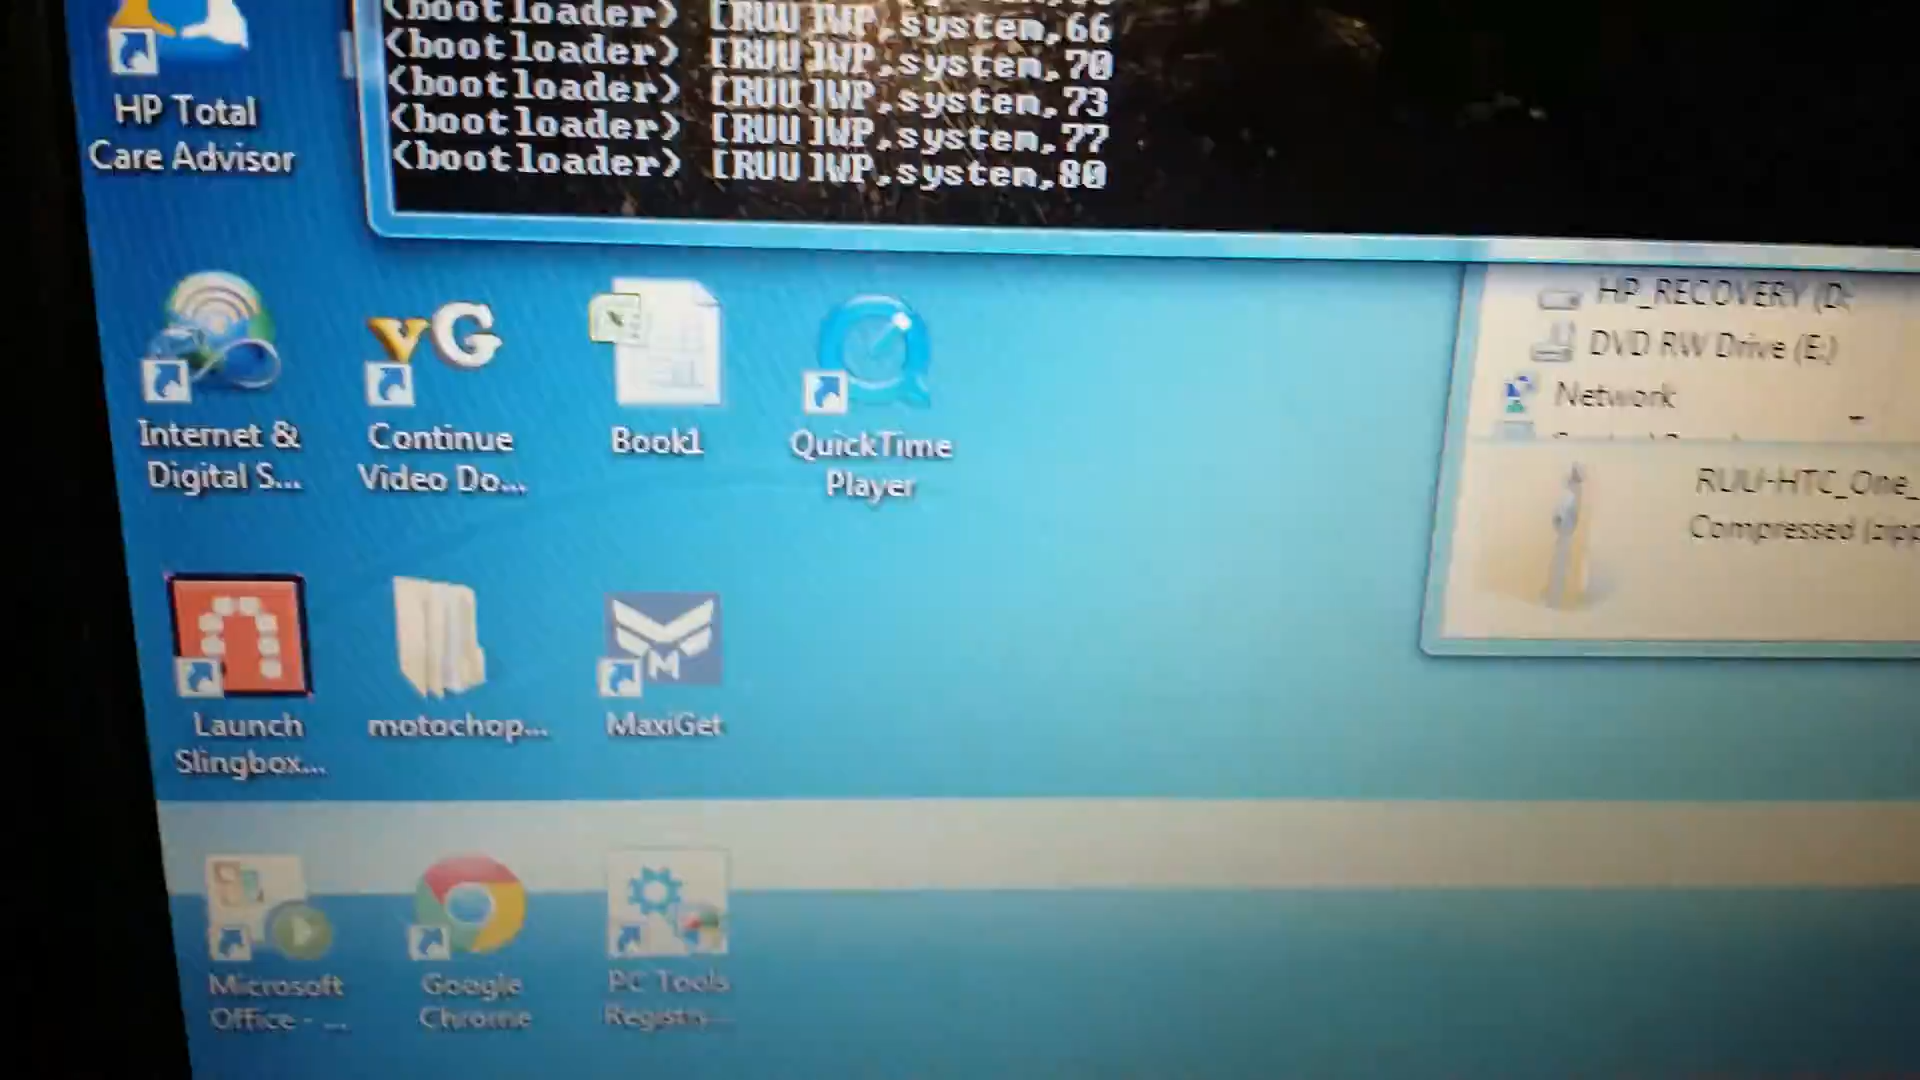 (bootloader) [RUU]WP,system,66
(bootloader) [RUU]WP,system,70
(bootloader) [RUU]WP,system,73
(bootloader) [RUU]WP,system,77
(bootloader) [RUU]WP,system,80
HP Total
Care Advisor
HP_RECOVERY (D:
DVD RW Drive (E:)
Network
RUU-HTC_One_
Compressed (zipp
Internet &
Digital S...
Continue
Video Do...
Book1
QuickTime
Player
Launch
Slingbox...
motochop...
M
MaxiGet
Microsoft
Office - ...
Google
Chrome
PC Tools
Registry...